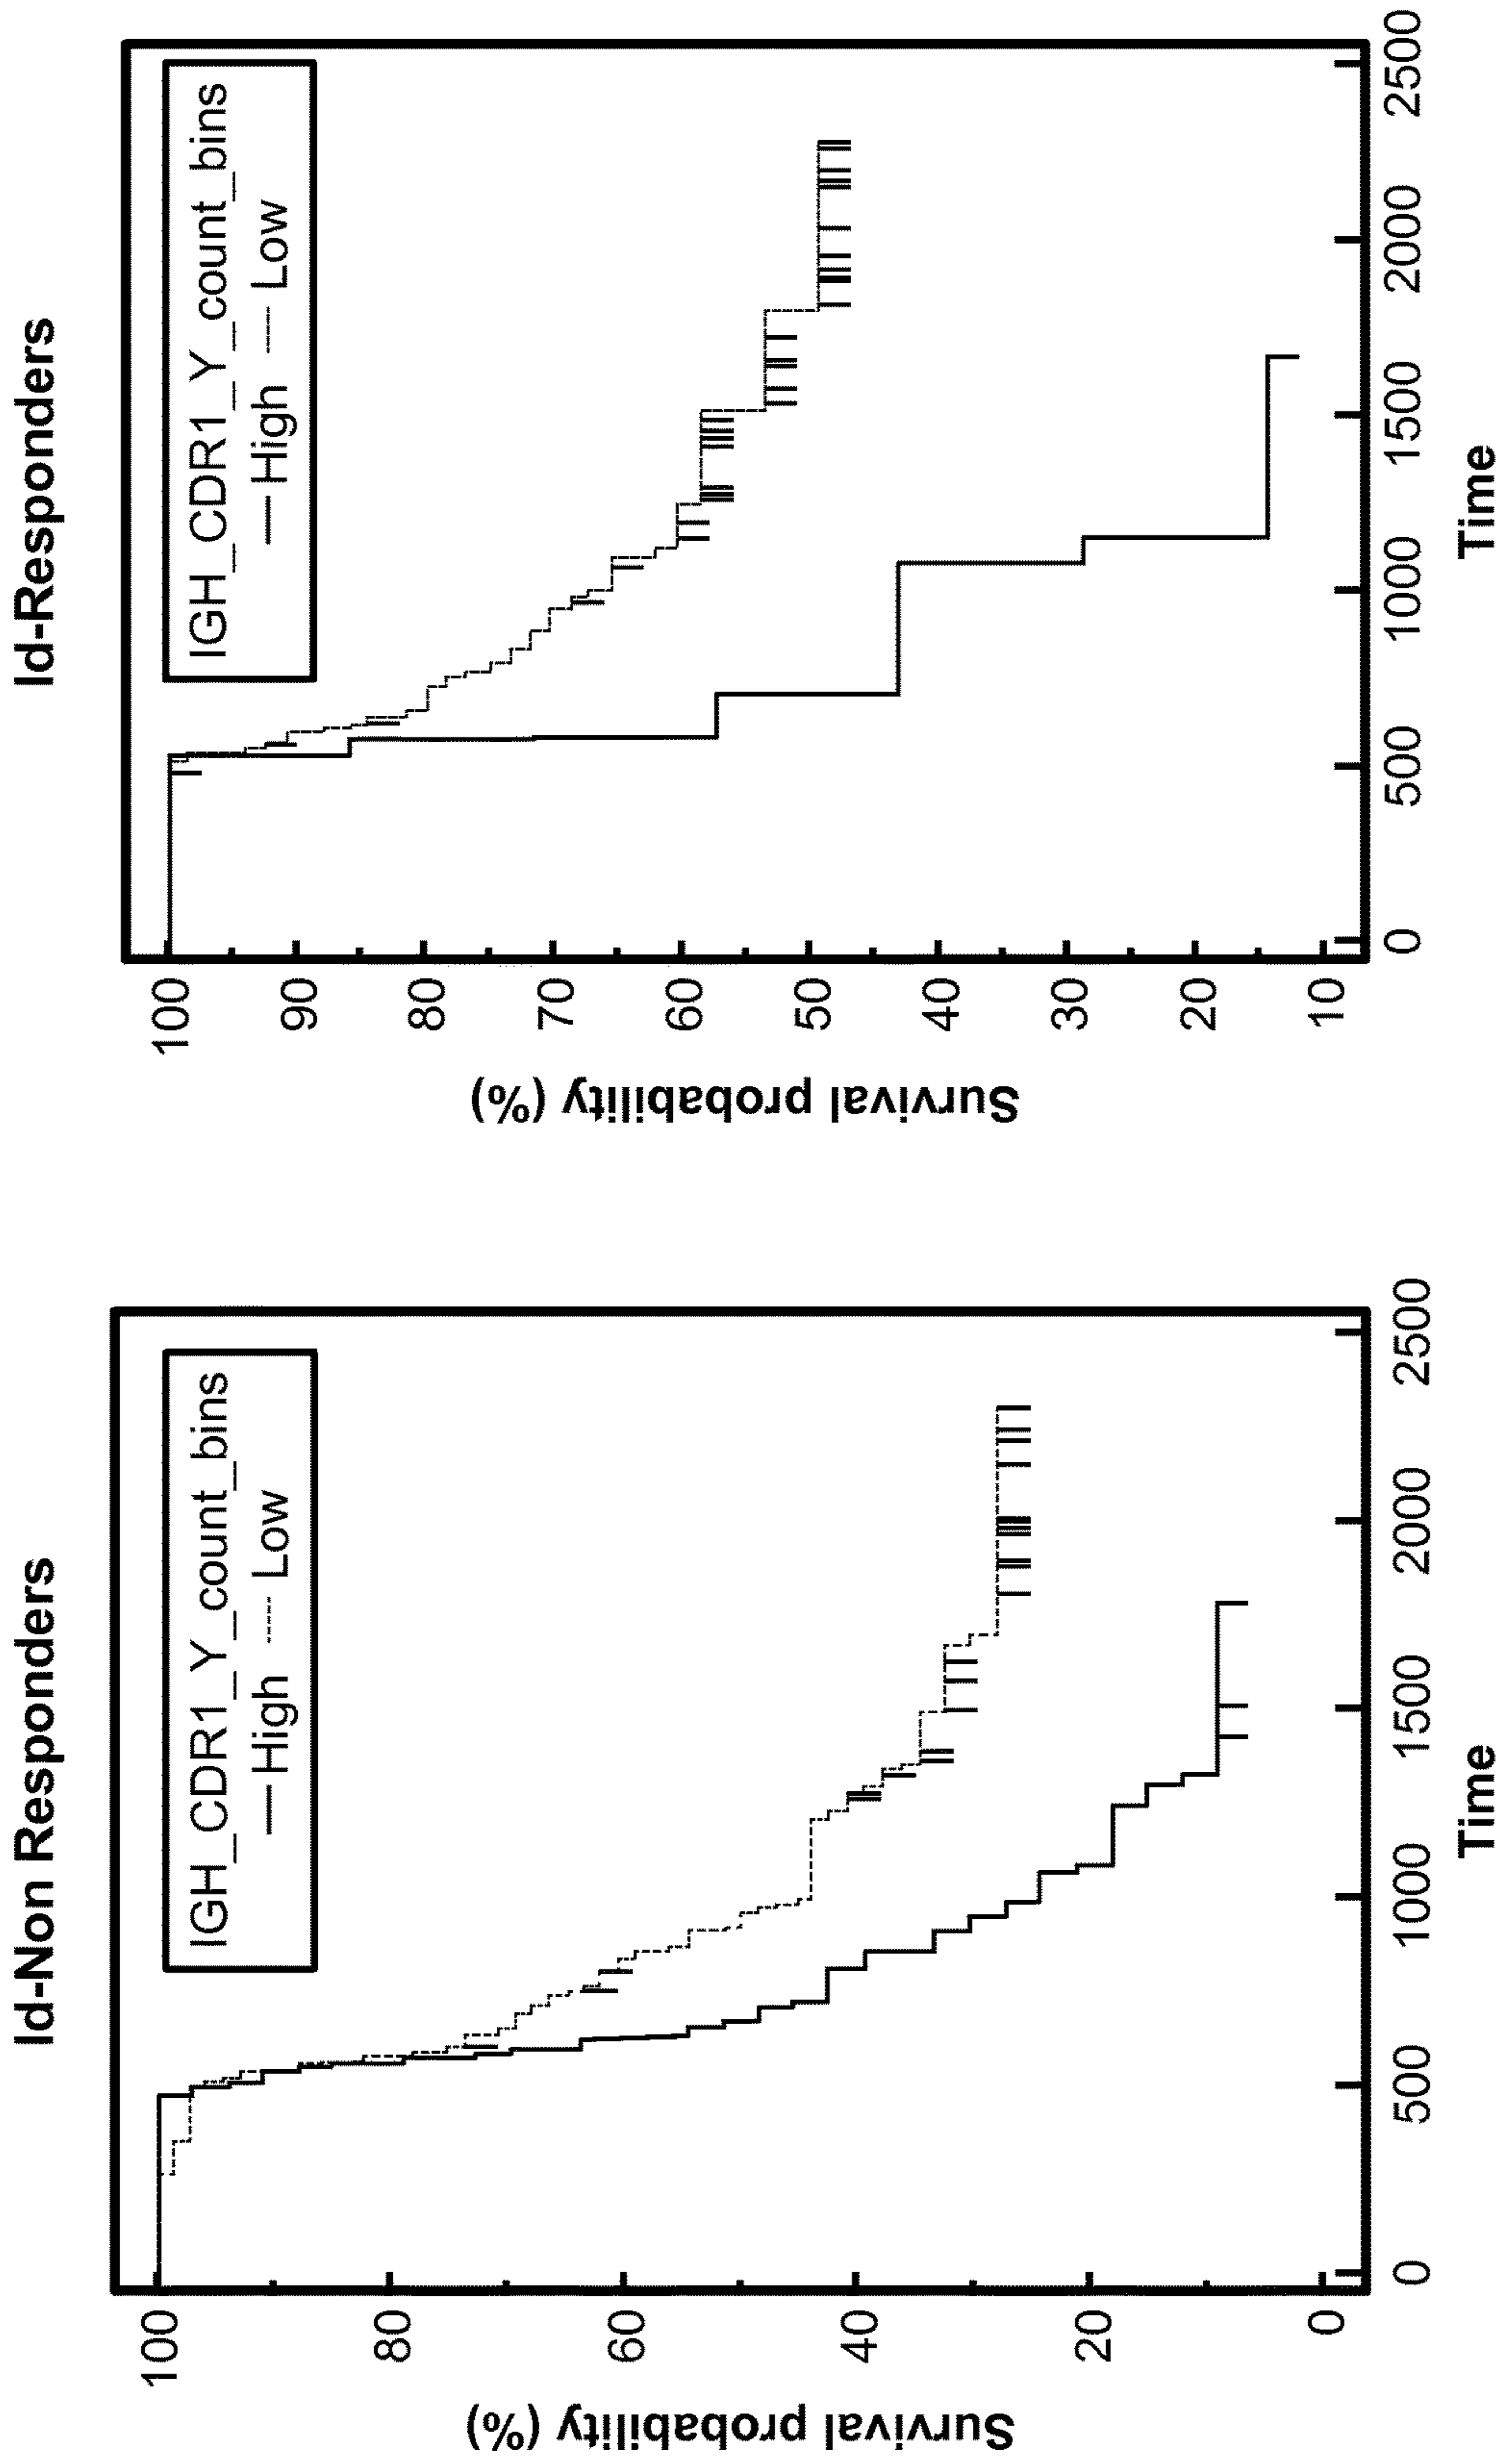 Id-Non Responders
IGH_CDR1_Y_count_bins
High Low
Survival probability (%)
100
80
60
40
20
0
0 500 1000 1500 2000 2500
Time
Id-Responders
IGH_CDR1_Y_count_bins
High Low
Survival probability (%)
100
90
80
70
60
50
40
30
20
10
0 500 1000 1500 2000 2500
Time